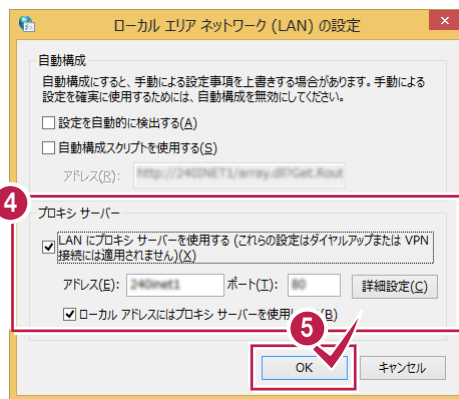 ローカル エリア ネットワーク (LAN) の設定
自動構成
自動構成にすると、手動による設定事項を上書きする場合があります。手動による
設定を確実に使用するためには、自動構成を無効にしてください。
設定を自動的に検出する(A)
自動構成スクリプトを使用する(S)
アドレス(R): http://240INET1/array.dll?Get.Rout
4
プロキシ サーバー
LAN にプロキシ サーバーを使用する (これらの設定はダイヤルアップまたは VPN
接続には適用されません)(X)
アドレス(E): 240inet1 ポート(T): 80 詳細設定(C)
ローカル アドレスにはプロキシ サーバーを使用 (B)
5
OK キャンセル